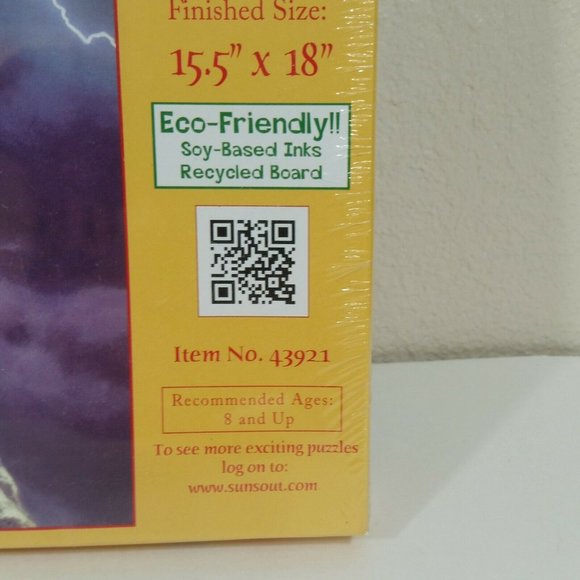 Finished Size:
15.5" x 18"
Eco-Friendly!!
Soy-Based Inks
Recycled Board
Item No. 43921
Recommended Ages:
8 and Up
To see more exciting puzzles
log on to:
www.sunsout.com